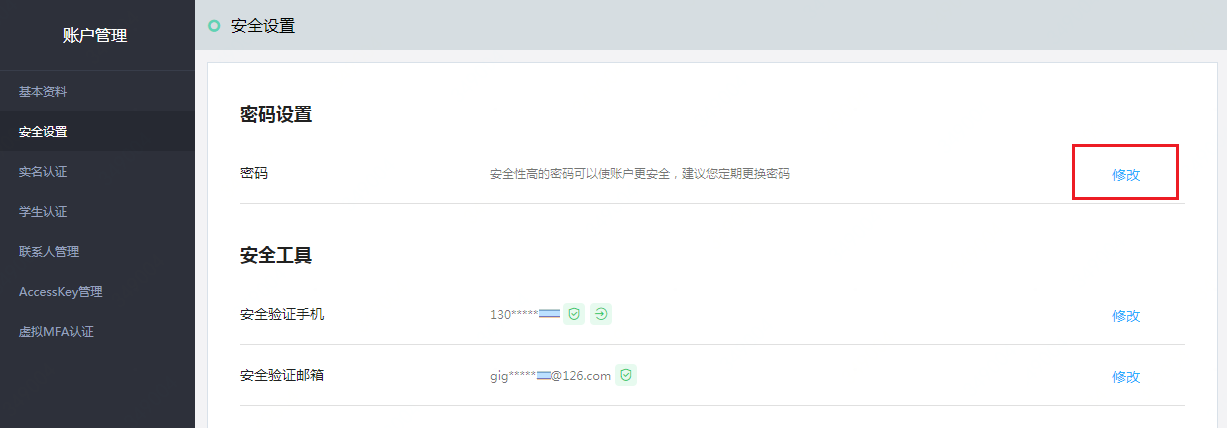 账户管理
基本资料
安全设置
实名认证
学生认证
联系人管理
AccessKey管理
虚拟MFA认证
安全设置
密码设置
密码 安全性高的密码可以使账户更安全，建议您定期更换密码 修改
安全工具
安全验证手机 130***** 修改
安全验证邮箱 gig***** @126.com 修改